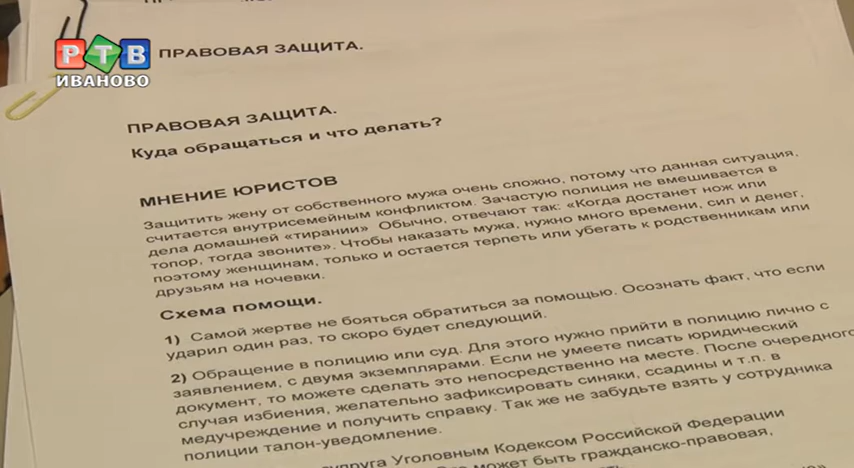 РТВ
ИВАНОВО
ПРАВОВАЯ ЗАЩИТА.
ПРАВОВАЯ ЗАЩИТА.
Куда обращаться и что делать?
МНЕНИЕ ЮРИСТОВ
Защитить жену от собственного мужа очень сложно, потому что данная ситуация,
считается внутрисемейным конфликтом. Зачастую полиция не вмешивается в
дела домашней «тирании» Обычно, отвечают так: «Когда достанет нож или
топор, тогда звоните». Чтобы наказать мужа, нужно много времени, сил и денег,
поэтому женщинам, только и остается терпеть или убегать к родственникам или
друзьям на ночевки.
Схема помощи.
1) Самой жертве не бояться обратиться за помощью. Осознать факт, что если
ударил один раз, то скоро будет следующий.
2) Обращение в полицию или суд. Для этого нужно прийти в полицию лично с
заявлением, с двумя экземплярами. Если не умеете писать юридический
документ, то можете сделать это непосредственно на месте. После очередного
случая избиения, желательно зафиксировать синяки, ссадины и т.п. в
медучреждение и получить справку. Так же не забудьте взять у сотрудника
полиции талон-уведомление.
Уголовным Кодексом Российской Федерации
может быть гражданско-правовая,